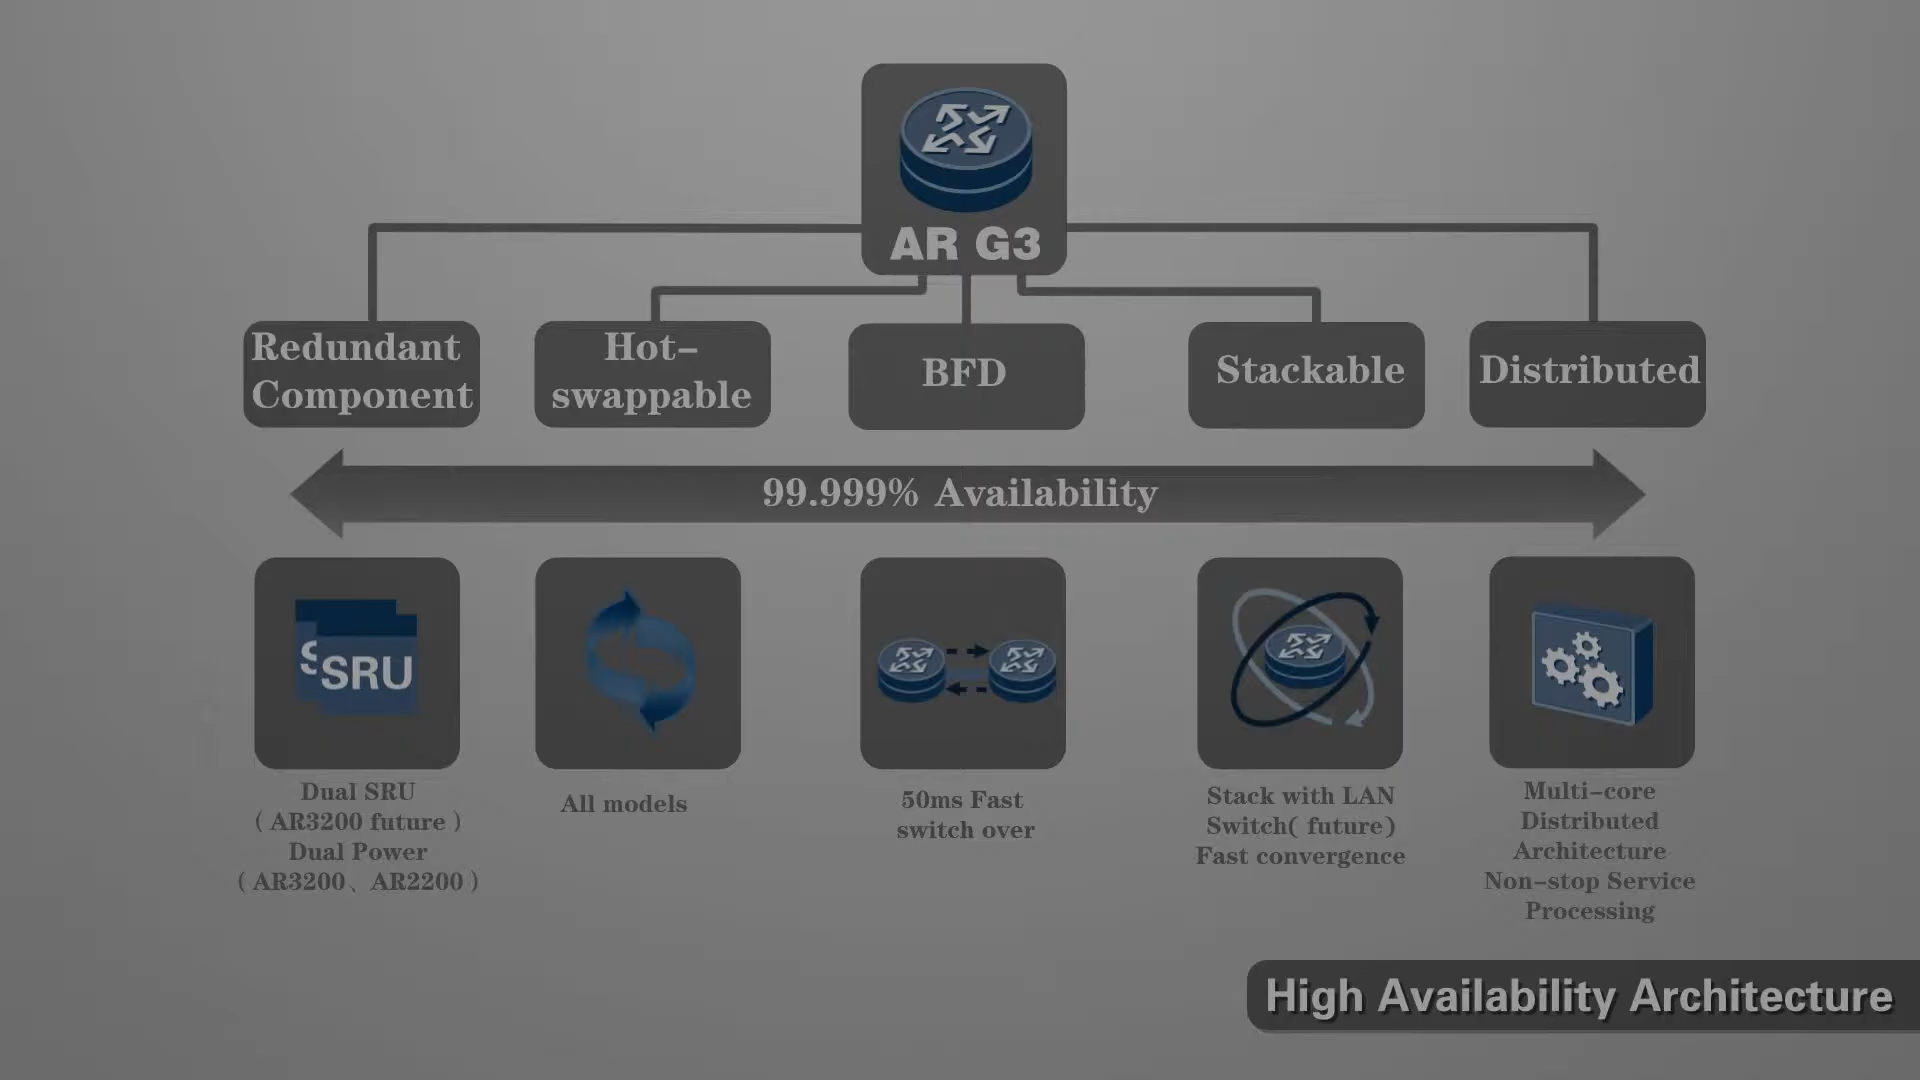 AR G3
Redundant
Component
Hot-
swappable
BFD
Stackable
Distributed
99.999% Availability
S
SRU
Dual SRU
( AR3200 future )
Dual Power
( AR3200、AR2200 )
All models
50ms Fast
switch over
Stack with LAN
Switch( future)
Fast convergence
Multi-core
Distributed
Architecture
Non-stop Service
Processing
High Availability Architecture